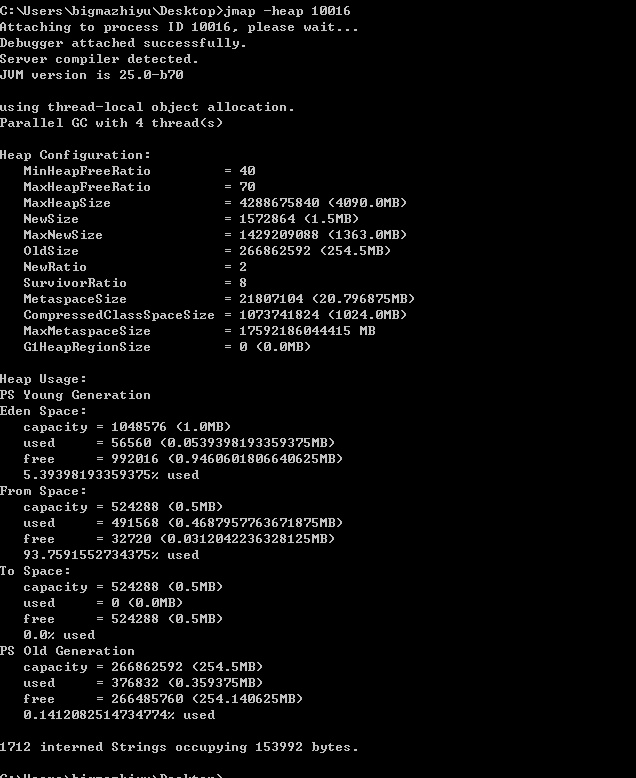 C:\Users\bigmazhiyu\Desktop>jmap -heap 10016
Attaching to process ID 10016, please wait...
Debugger attached successfully.
Server compiler detected.
JVM version is 25.0-b70

using thread-local object allocation.
Parallel GC with 4 thread(s)

Heap Configuration:
   MinHeapFreeRatio         = 40
   MaxHeapFreeRatio         = 70
   MaxHeapSize              = 4288675840 (4090.0MB)
   NewSize                  = 1572864 (1.5MB)
   MaxNewSize               = 1429209088 (1363.0MB)
   OldSize                  = 266862592 (254.5MB)
   NewRatio                 = 2
   SurvivorRatio            = 8
   MetaspaceSize            = 21807104 (20.796875MB)
   CompressedClassSpaceSize = 1073741824 (1024.0MB)
   MaxMetaspaceSize         = 17592186044415 MB
   G1HeapRegionSize         = 0 (0.0MB)

Heap Usage:
PS Young Generation
Eden Space:
   capacity = 1048576 (1.0MB)
   used     = 56560 (0.0539398193359375MB)
   free     = 992016 (0.9460601806640625MB)
   5.39398193359375% used
From Space:
   capacity = 524288 (0.5MB)
   used     = 491568 (0.4687957763671875MB)
   free     = 32720 (0.0312042236328125MB)
   93.7591552734375% used
To Space:
   capacity = 524288 (0.5MB)
   used     = 0 (0.0MB)
   free     = 524288 (0.5MB)
   0.0% used
PS Old Generation
   capacity = 266862592 (254.5MB)
   used     = 376832 (0.359375MB)
   free     = 266485760 (254.140625MB)
   0.1412082514734774% used

1712 interned Strings occupying 153992 bytes.

C:\Users\bigmazhiyu\Desktop>